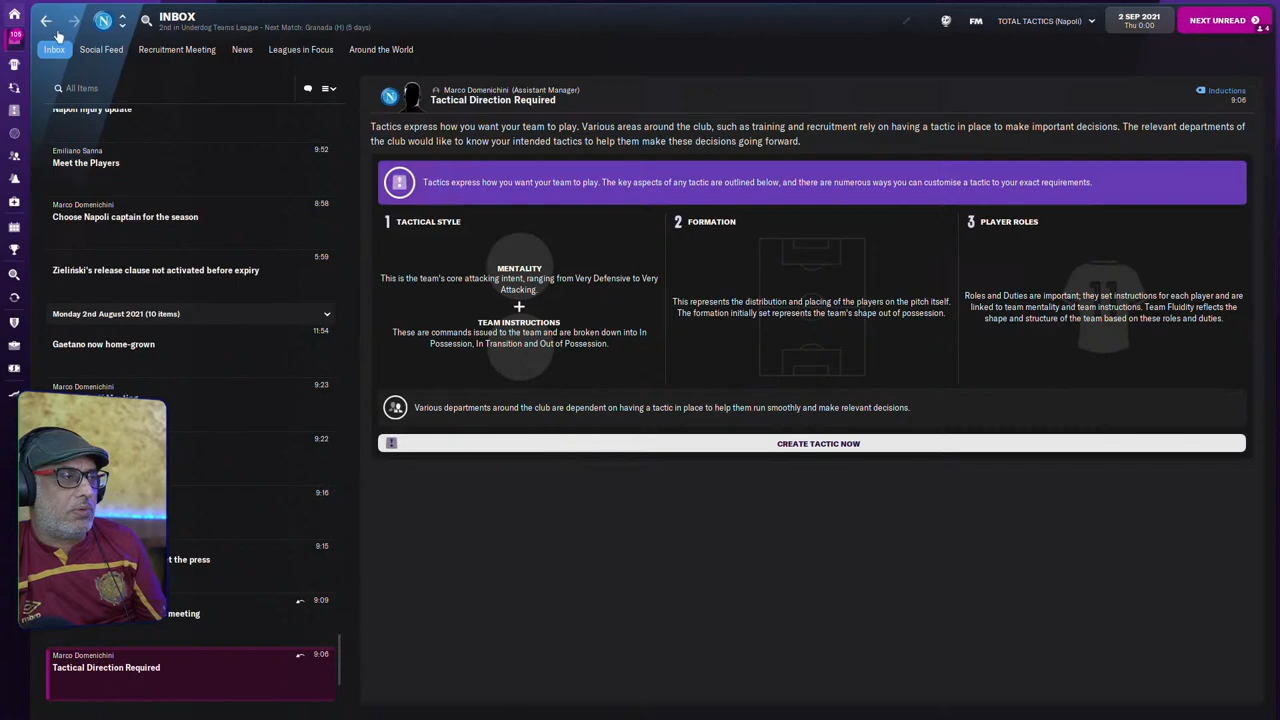 INBOX
2nd in Underdog Teams League - Next Match: Granada (H) (5 days)
FM
TOTAL TACTICS (Napoli)
2 SEP 2021
Thu 0:00
NEXT UNREAD
4
105
Inbox
Social Feed
Recruitment Meeting
News
Leagues in Focus
Around the World
All Items
Napoli injury update
Emiliano Sanna
9:52
Meet the Players
Marco Domenichini
8:58
Choose Napoli captain for the season
5:59
Zieliński's release clause not activated before expiry
Monday 2nd August 2021 (10 items)
11:54
Gaetano now home-grown
Marco Domenichini
9:23
9:22
9:16
9:15
t the press
9:09
meeting
Marco Domenichini
9:06
Tactical Direction Required
Marco Domenichini (Assistant Manager)
Tactical Direction Required
Inductions
9:06
Tactics express how you want your team to play. Various areas around the club, such as training and recruitment rely on having a tactic in place to make important decisions. The relevant departments of
the club would like to know your intended tactics to help them make these decisions going forward.
Tactics express how you want your team to play. The key aspects of any tactic are outlined below, and there are numerous ways you can customise a tactic to your exact requirements.
1 TACTICAL STYLE
MENTALITY
This is the team's core attacking intent, ranging from Very Defensive to Very
Attacking.
+
TEAM INSTRUCTIONS
These are commands issued to the team and are broken down into In
Possession, In Transition and Out of Possession.
2 FORMATION
This represents the distribution and placing of the players on the pitch itself.
The formation initially set represents the team's shape out of possession.
3 PLAYER ROLES
11
Roles and Duties are important; they set instructions for each player and are
linked to team mentality and team instructions. Team Fluidity reflects the
shape and structure of the team based on these roles and duties.
Various departments around the club are dependent on having a tactic in place to help them run smoothly and make relevant decisions.
CREATE TACTIC NOW